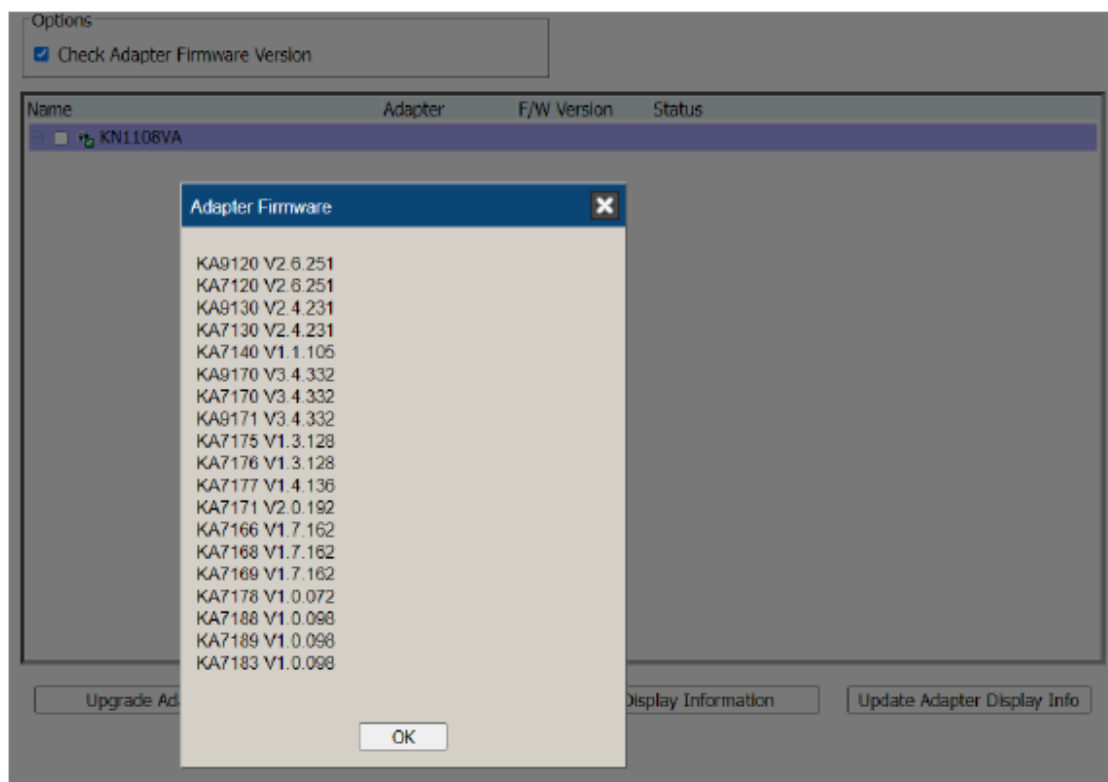 Options
Check Adapter Firmware Version
Name Adapter F/W Version Status
KN1108VA
Adapter Firmware
KA9120 V2.6.251
KA7120 V2.6.251
KA9130 V2.4.231
KA7130 V2.4.231
KA7140 V1.1.105
KA9170 V3.4.332
KA7170 V3.4.332
KA9171 V3.4.332
KA7175 V1.3.128
KA7176 V1.3.128
KA7177 V1.4.136
KA7171 V2.0.192
KA7166 V1.7.162
KA7168 V1.7.162
KA7169 V1.7.162
KA7178 V1.0.072
KA7188 V1.0.098
KA7189 V1.0.098
KA7183 V1.0.098
Upgrade Ad Display Information Update Adapter Display Info
OK